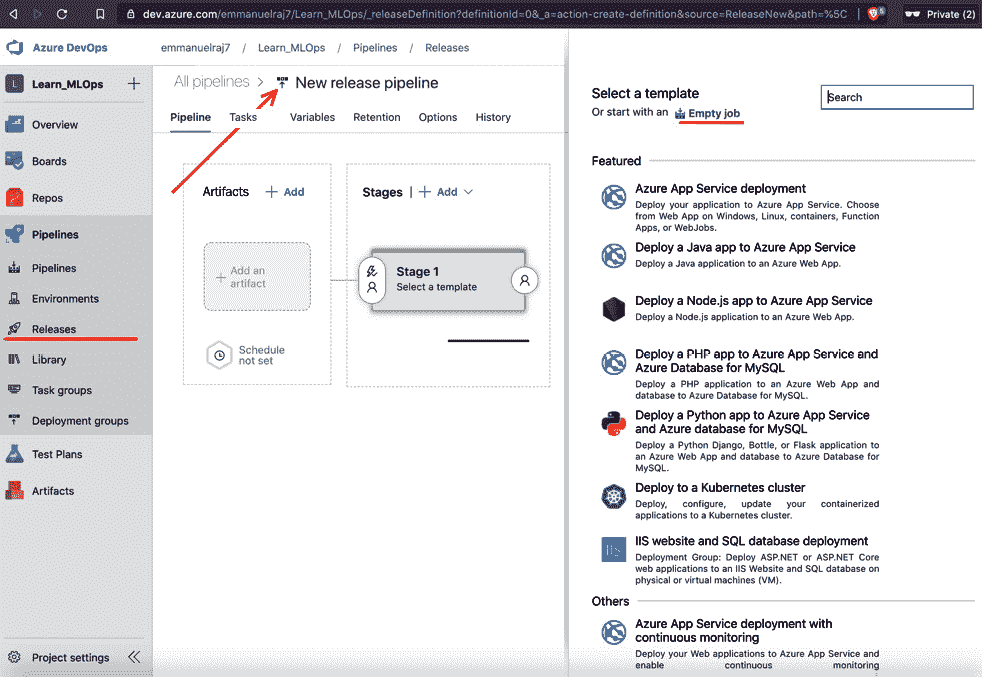 dev.azure.com/emmanuelraj7/Learn_MLOps/_releaseDefinition?definitionId=0&_a=action-create-definition&source=ReleaseNew&path=%5C
6
Private (2)
Azure DevOps
emmanuelraj7 / Learn_MLOps / Pipelines / Releases
L
Learn_MLOps
Overview
Boards
Repos
Pipelines
Pipelines
Environments
Releases
Library
Task groups
Deployment groups
Test Plans
Artifacts
Project settings
All pipelines > New release pipeline
Pipeline Tasks Variables Retention Options History
Artifacts + Add
Stages | + Add
+ Add an
artifact
Stage 1
Select a template
Schedule
not set
Select a template
Or start with an Empty job
Search
Featured
Azure App Service deployment
Deploy your application to Azure App Service. Choose
from Web App on Windows, Linux, containers, Function
Apps, or WebJobs.
Deploy a Java app to Azure App Service
Deploy a Java application to an Azure Web App.
Deploy a Node.js app to Azure App Service
Deploy a Node.js application to an Azure Web App.
Deploy a PHP app to Azure App Service and
Azure Database for MySQL
Deploy a PHP application to an Azure Web App and
database to Azure Database for MySQL.
Deploy a Python app to Azure App Service
and Azure database for MySQL
Deploy a Python Django, Bottle, or Flask application to
an Azure Web App and database to Azure Database for
MySQL.
Deploy to a Kubernetes cluster
Deploy, configure, update your containerized
applications to a Kubernetes cluster.
IIS website and SQL database deployment
Deployment Group: Deploy ASP.NET or ASP.NET Core
web applications to an IIS Website and SQL database on
physical or virtual machines (VM).
Others
Azure App Service deployment with
continuous monitoring
Deploy your Web applications to Azure App Service and
enable continuous monitoring